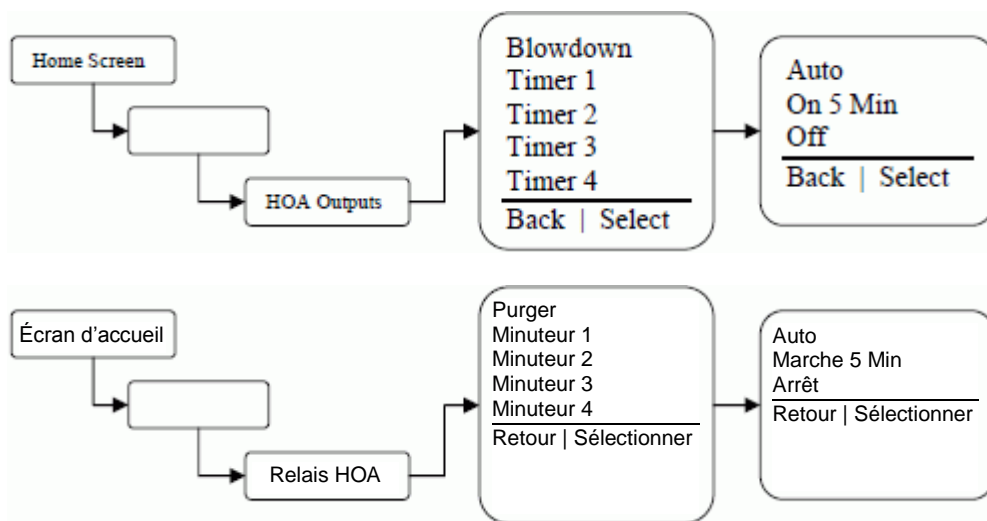 Home Screen
HOA Outputs
Blowdown
Timer 1
Timer 2
Timer 3
Timer 4
Back | Select
Auto
On 5 Min
Off
Back | Select
Écran d’accueil
Relais HOA
Purger
Minuteur 1
Minuteur 2
Minuteur 3
Minuteur 4
Retour | Sélectionner
Auto
Marche 5 Min
Arrêt
Retour | Sélectionner